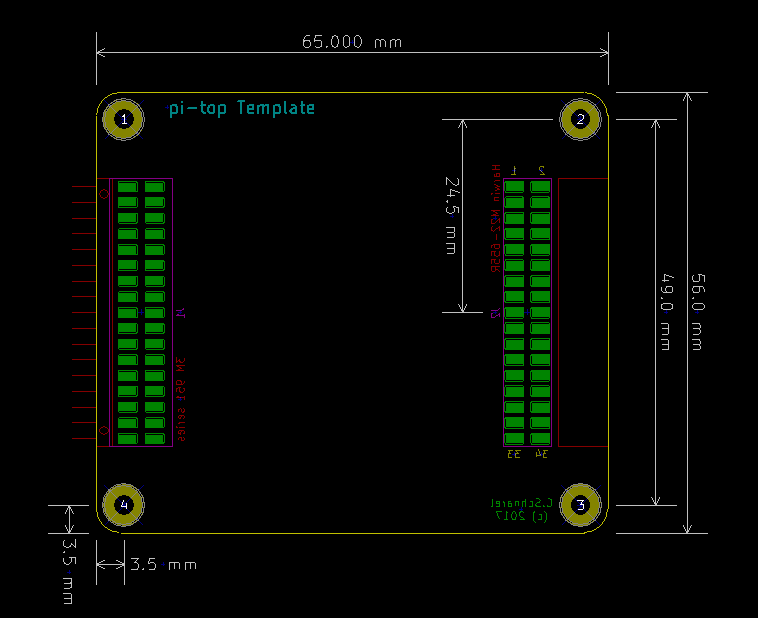 65.000 mm
pi-top Template
1
2
1 2
Harwin M22-655R
24.5 mm
49.0 mm
56.0 mm
J1
J2
3M 951 series
33 34
4
3
C.Schnarel
(c) 2017
3.5 mm
3.5 mm